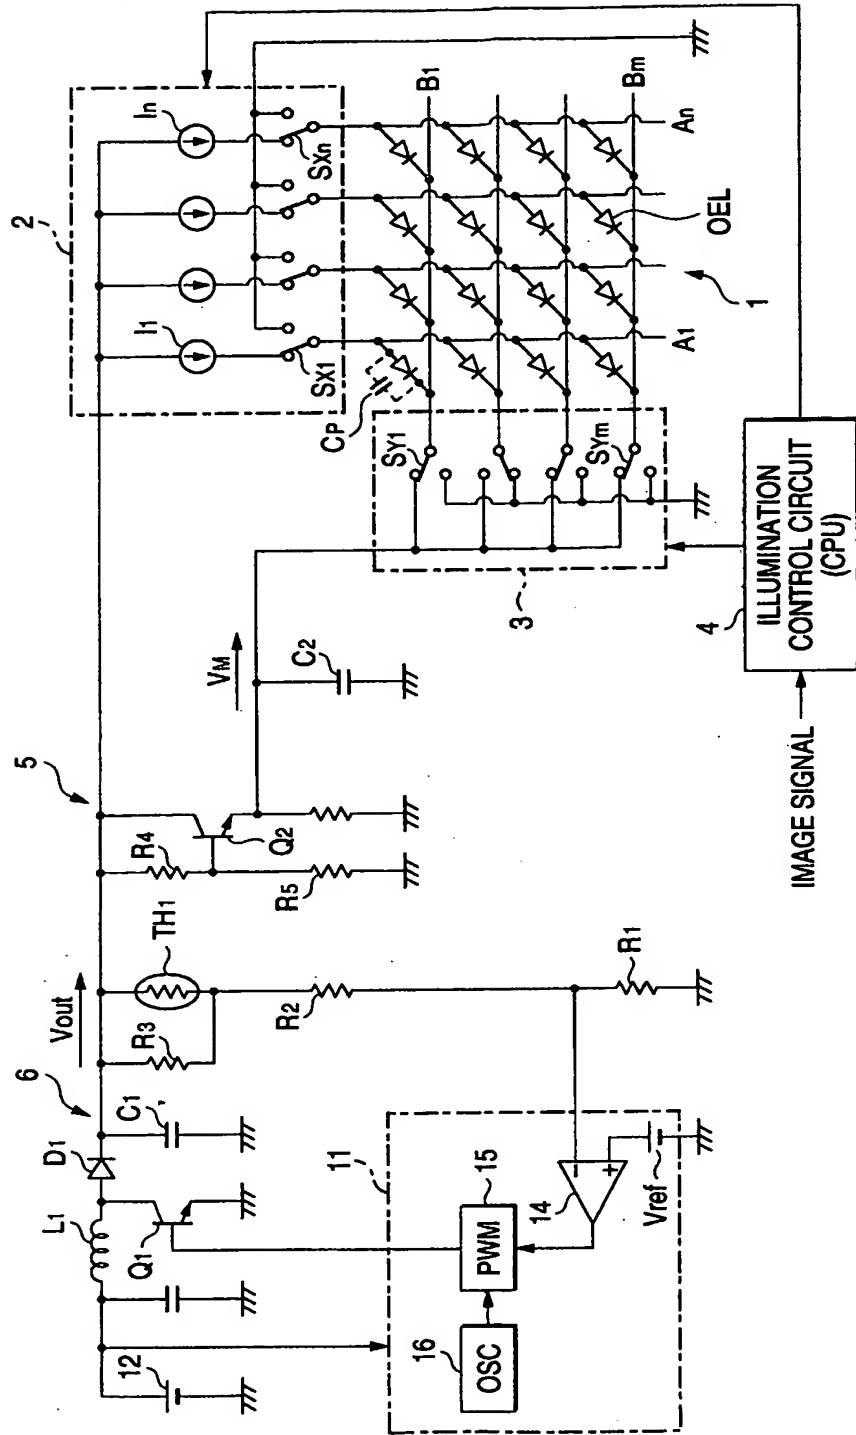 6
Vout
5
2
12
L1
D1
Q1
C1
R3
TH1
R4
Q2
R5
VM
C2
R2
R1
I1
In
SX1
SXn
CP
SY1
SYm
3
B1
Bm
A1
An
OEL
1
11
16
OSC
15
PWM
14
Vref
4
ILLUMINATION
CONTROL CIRCUIT
(CPU)
IMAGE SIGNAL